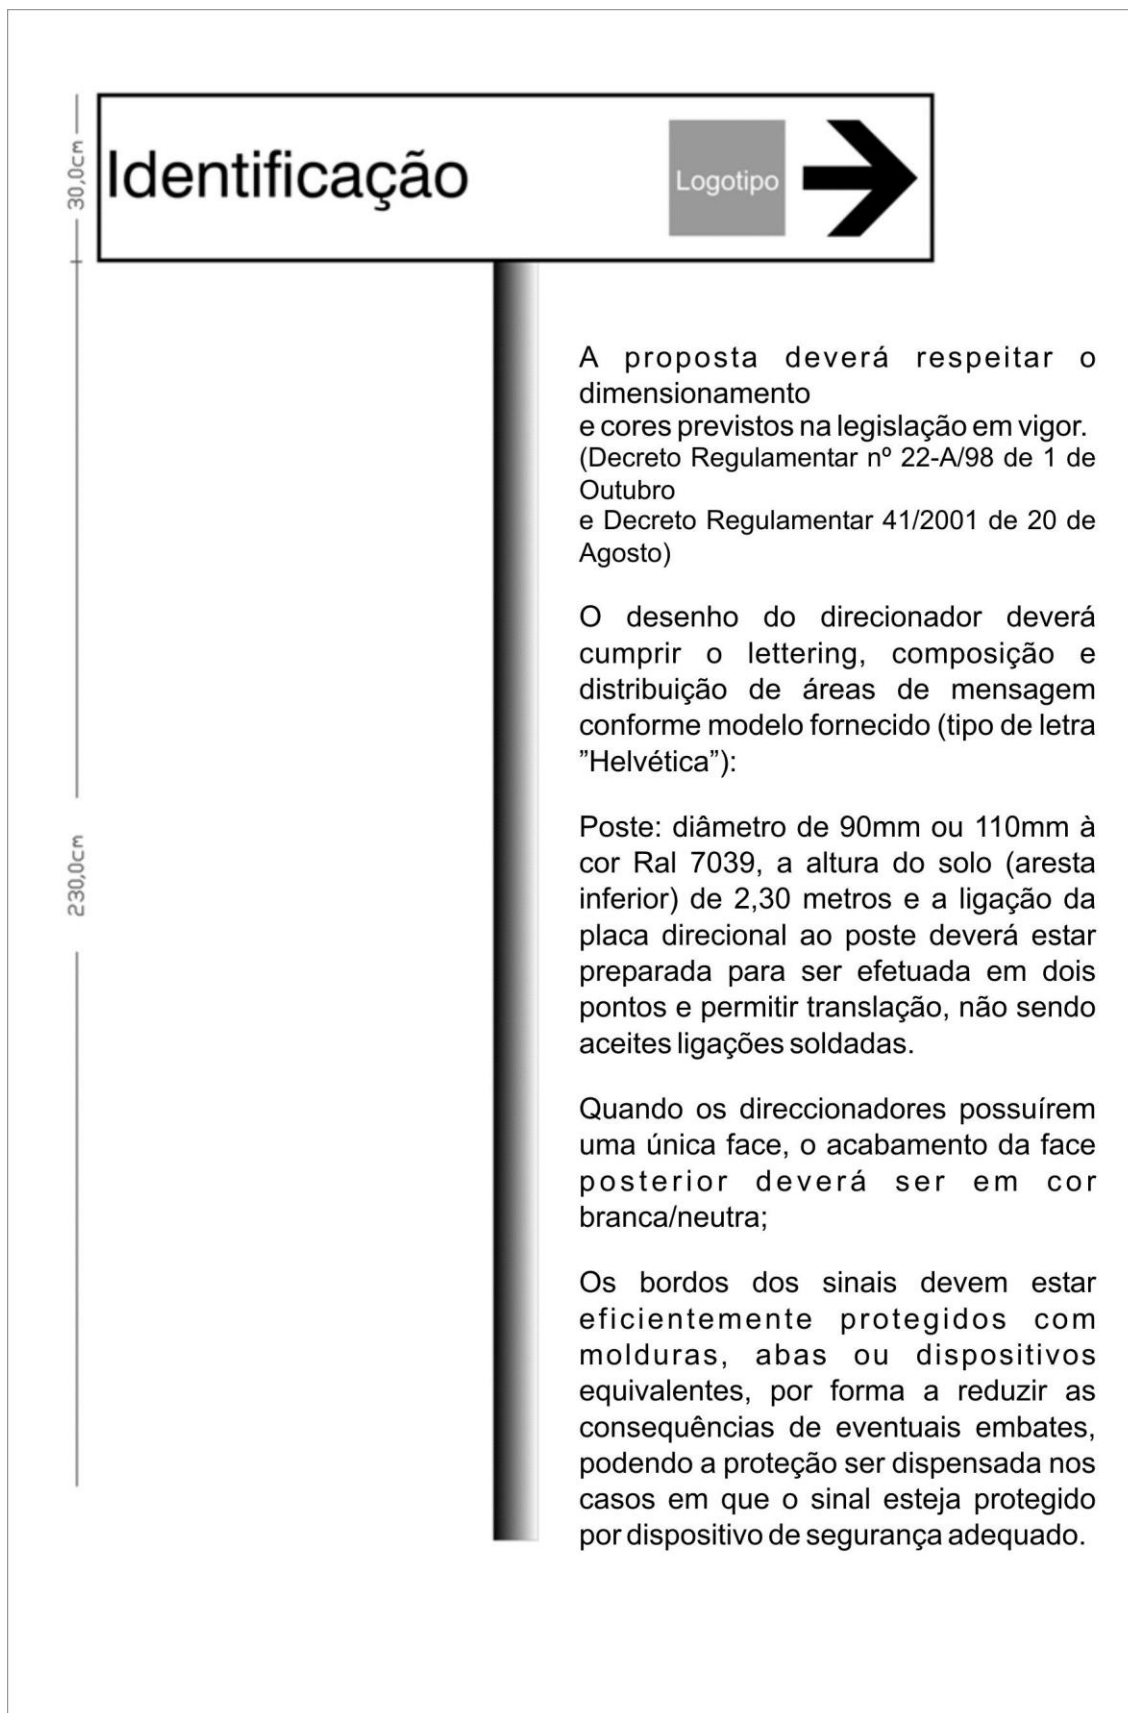 30,0cm
Identificação
Logotipo
230,0cm
A proposta deverá respeitar o
dimensionamento
e cores previstos na legislação em vigor.
(Decreto Regulamentar nº 22-A/98 de 1 de
Outubro
e Decreto Regulamentar 41/2001 de 20 de
Agosto)
O desenho do direcionador deverá
cumprir o lettering, composição e
distribuição de áreas de mensagem
conforme modelo fornecido (tipo de letra
”Helvética”):
Poste: diâmetro de 90mm ou 110mm à
cor Ral 7039, a altura do solo (aresta
inferior) de 2,30 metros e a ligação da
placa direcional ao poste deverá estar
preparada para ser efetuada em dois
pontos e permitir translação, não sendo
aceites ligações soldadas.
Quando os direccionadores possuírem
uma única face, o acabamento da face
posterior deverá ser em cor
branca/neutra;
Os bordos dos sinais devem estar
eficientemente protegidos com
molduras, abas ou dispositivos
equivalentes, por forma a reduzir as
consequências de eventuais embates,
podendo a proteção ser dispensada nos
casos em que o sinal esteja protegido
por dispositivo de segurança adequado.